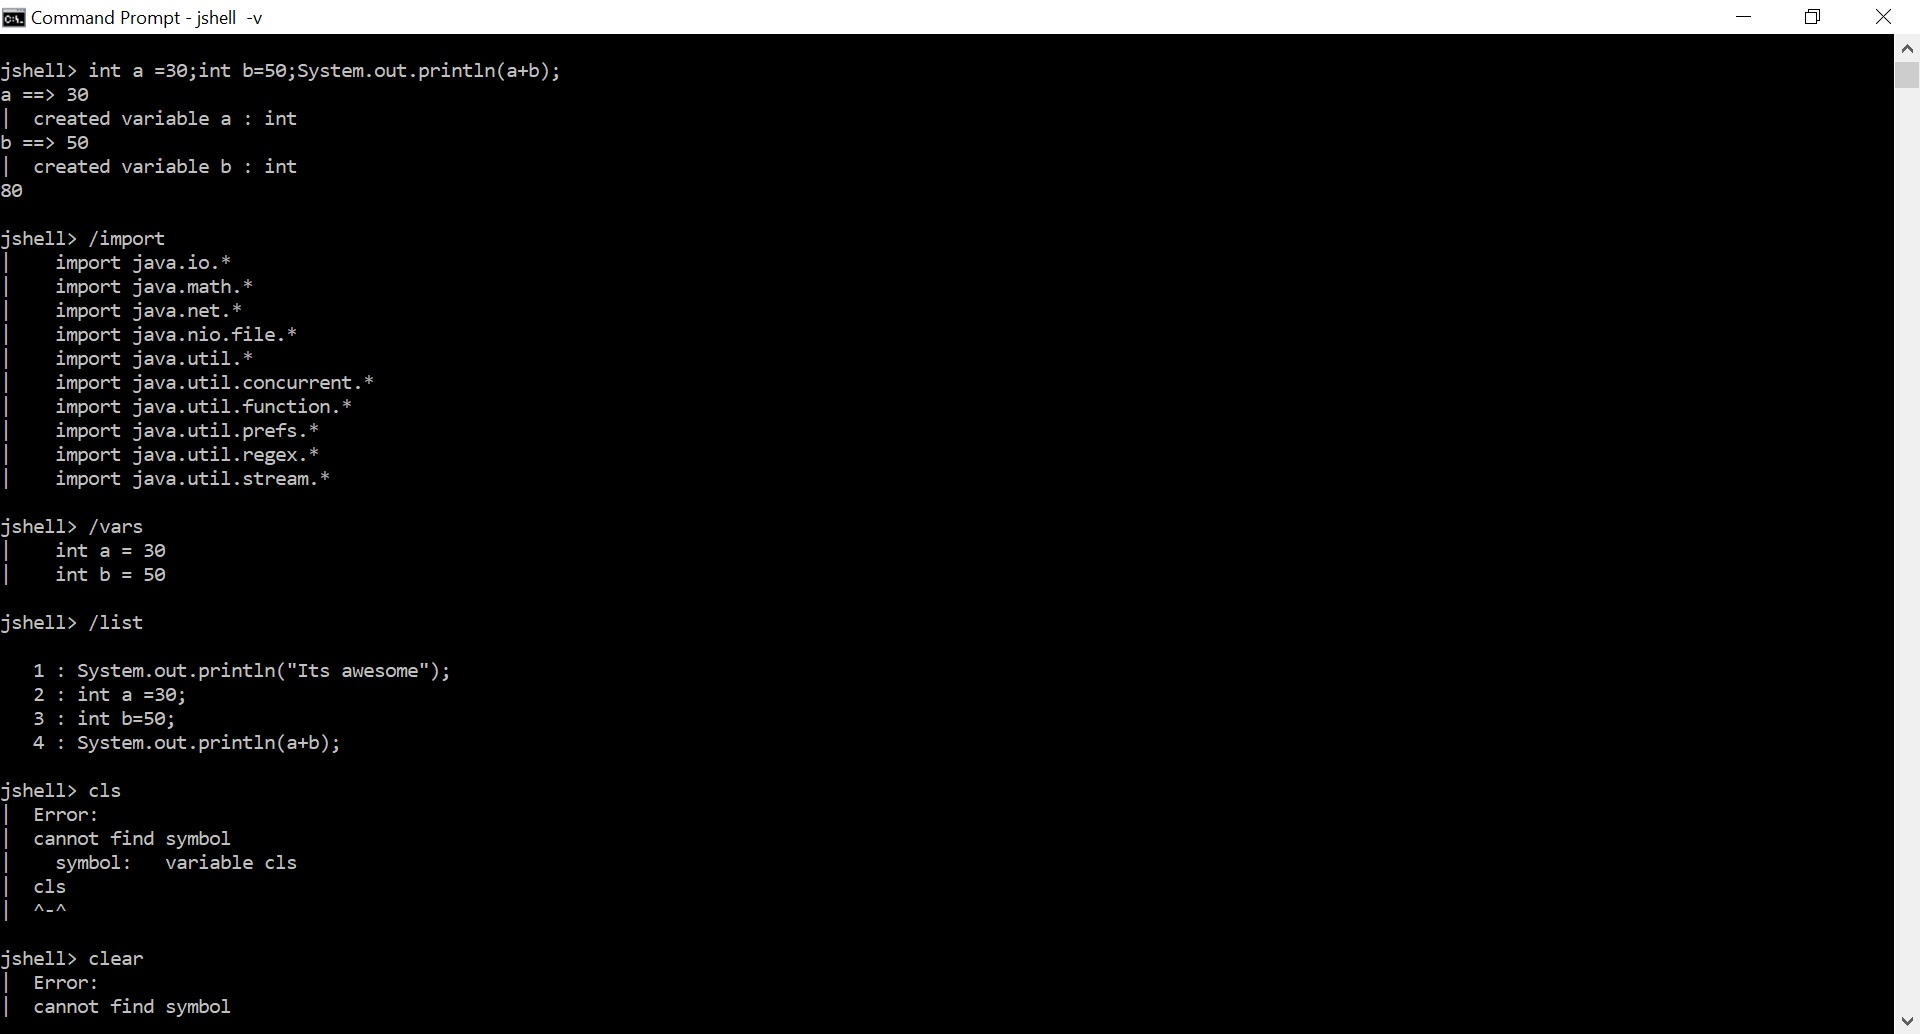 Command Prompt - jshell  -v
jshell> int a =30;int b=50;System.out.println(a+b);
a ==> 30
|  created variable a : int
b ==> 50
|  created variable b : int
80
jshell> /import
|    import java.io.*
|    import java.math.*
|    import java.net.*
|    import java.nio.file.*
|    import java.util.*
|    import java.util.concurrent.*
|    import java.util.function.*
|    import java.util.prefs.*
|    import java.util.regex.*
|    import java.util.stream.*
jshell> /vars
|    int a = 30
|    int b = 50
jshell> /list
   1 : System.out.println("Its awesome");
   2 : int a =30;
   3 : int b=50;
   4 : System.out.println(a+b);
jshell> cls
|  Error:
|  cannot find symbol
|    symbol:   variable cls
|  cls
|  ^-^
jshell> clear
|  Error:
|  cannot find symbol